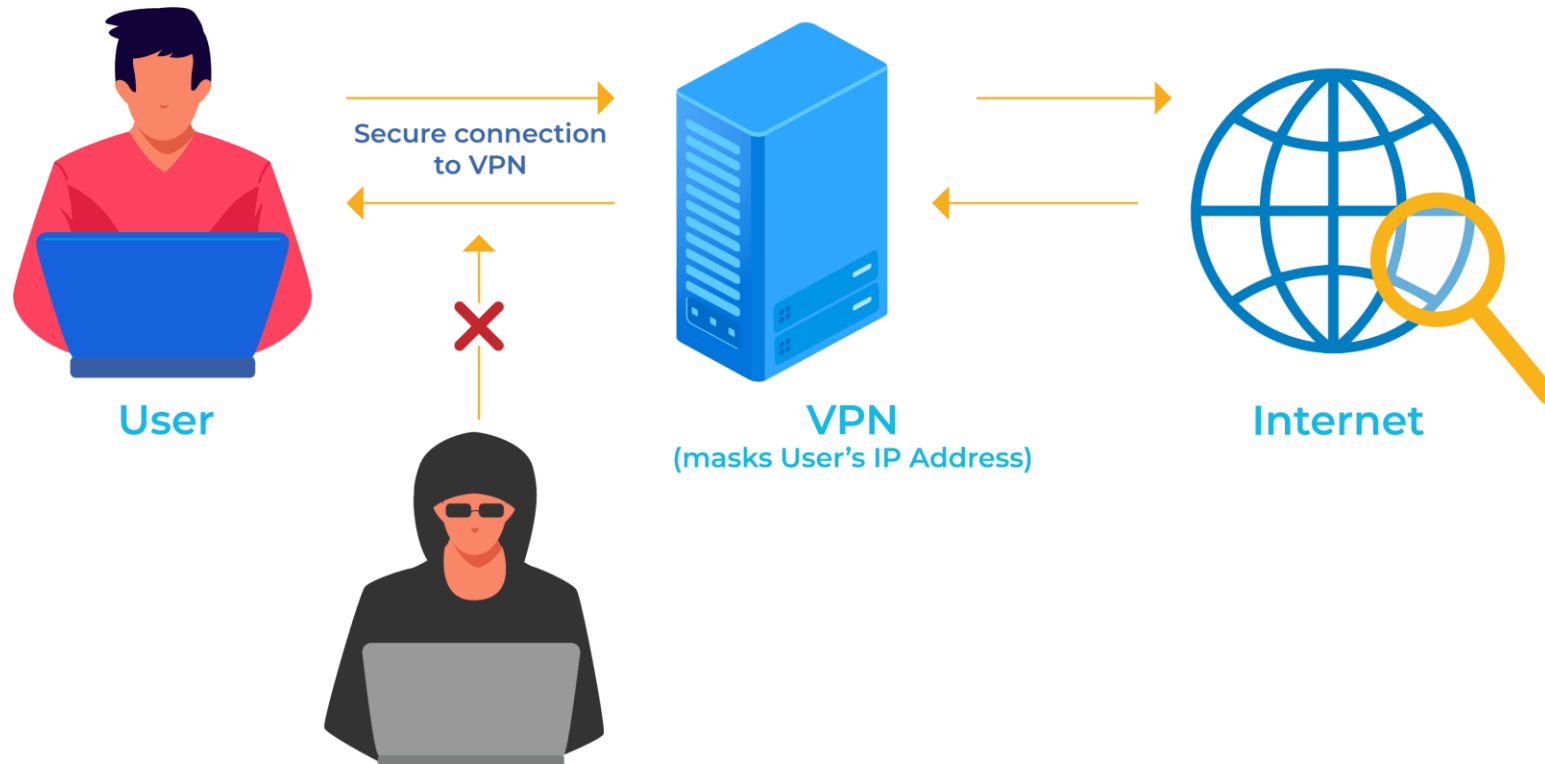 Secure connection
to VPN
User
VPN
(masks User’s IP Address)
Internet